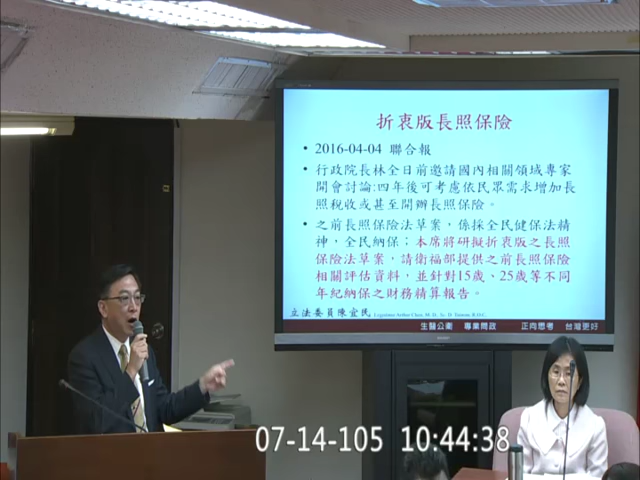 折衷版長照保險
• 2016-04-04 聯合報
• 行政院長林全日前邀請國內相關領域專家
開會討論:四年後可考慮依民眾需求增加長
照稅收或甚至開辦長照保險。
• 之前長照保險法草案，係採全民健保法精
神，全民納保；本席將研擬折衷版之長照
保險法草案，請衛福部提供之前長照保險
相關評估資料，並針對15歲、25歲等不同
年紀納保之財務精算報告。
立法委員陳宜民
生醫公衛 專業問政 正向思考 台灣更好
07-14-105 10:44:38